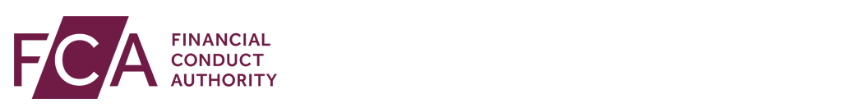 FCA
FINANCIAL
CONDUCT
AUTHORITY